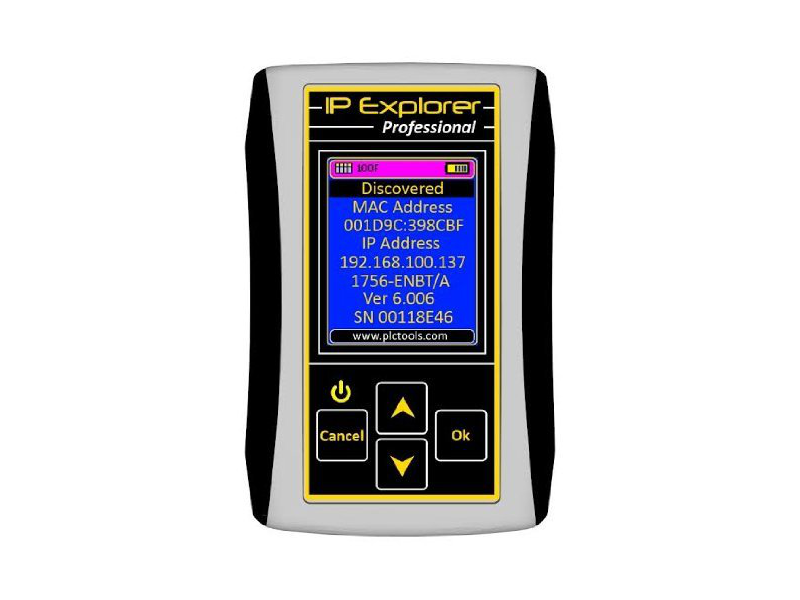 IP Explorer
Professional
100F
Discovered
MAC Address
001D9C:398CBF
IP Address
192.168.100.137
1756-ENBT/A
Ver 6.006
SN 00118E46
www.plctools.com
Cancel
Ok